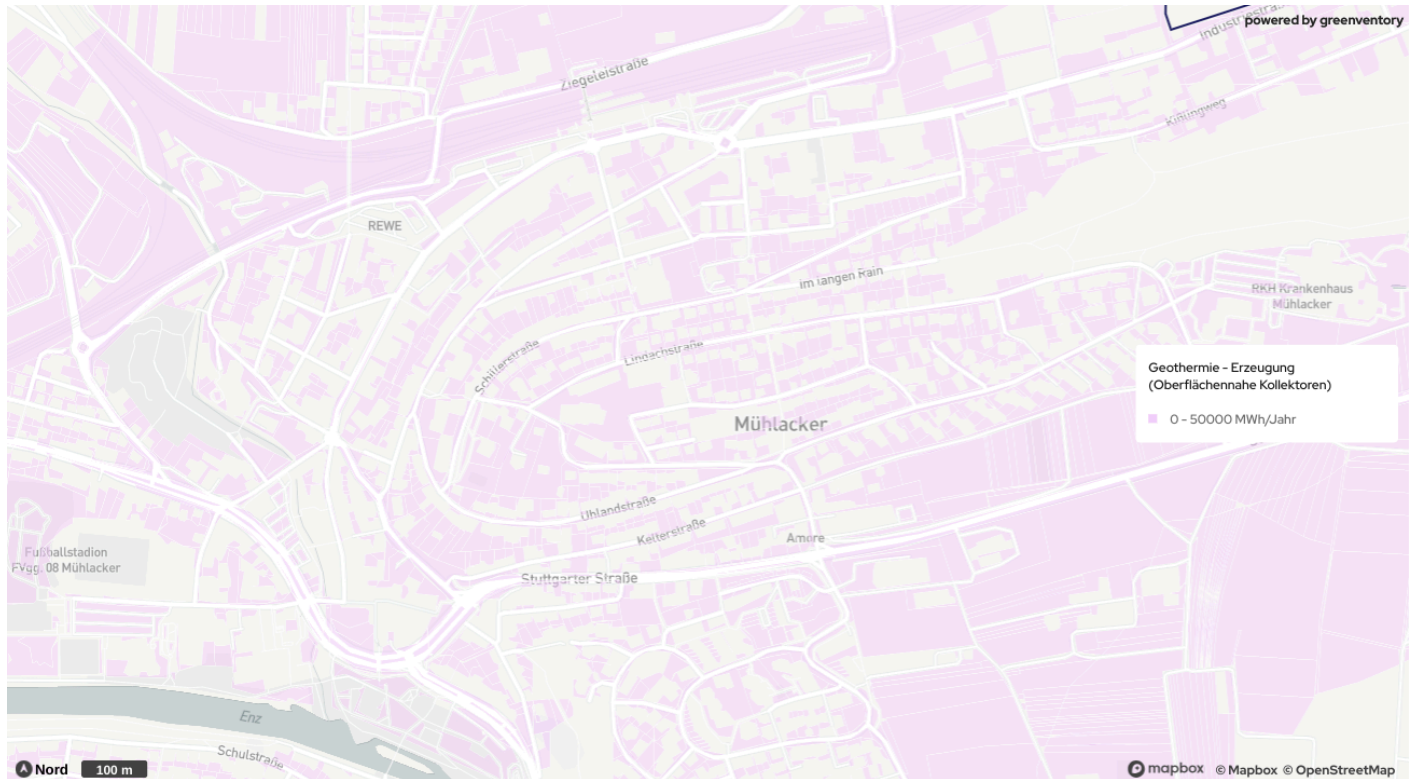 powered by greenventory
Industriestraß
Ziegeleistraße
Kißlingweg
REWE
im langen Rain
RKH Krankenhaus
Mühlacker
Lindachstraße
Schillerstraße
Geothermie - Erzeugung
(Oberflächennahe Kollektoren)
0 - 50000 MWh/Jahr
Mühlacker
Uhlandstraße
Kelterstraße
Amore
Fußballstadion
FVgg. 08 Mühlacker
Stuttgarter Straße
Enz
Schulstraße
Nord
100 m
mapbox © Mapbox © OpenStreetMap